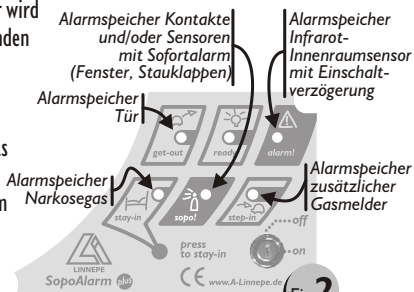 r wird
nden
s
m
Alarmspeicher Kontakte
und/oder Sensoren
mit Sofortalarm
(Fenster, Stauklappen)
Alarmspeicher
Infrarot-
Innenraumsensor
mit Einschalt-
verzögerung
Alarmspeicher
Tür
get-out
ready
alarm!
Alarmspeicher
Narkosegas
Alarmspeicher
zusätzlicher
Gasmelder
stay-in
sopo!
step-in
off
on
press
to stay-in
LINNEPE
SopoAlarm plus
CE www.A-Linnepe.de
Fig. 2